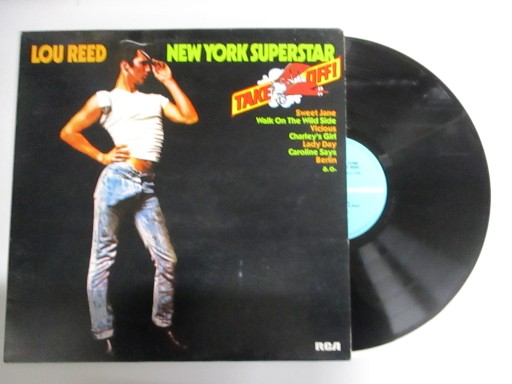 LOU REED
NEW YORK SUPERSTAR
TAKE OFF!
Sweet Jane
Walk On The Wild Side
Vicious
Charley's Girl
Lady Day
Caroline Says
Berlin
a.o.
RCA